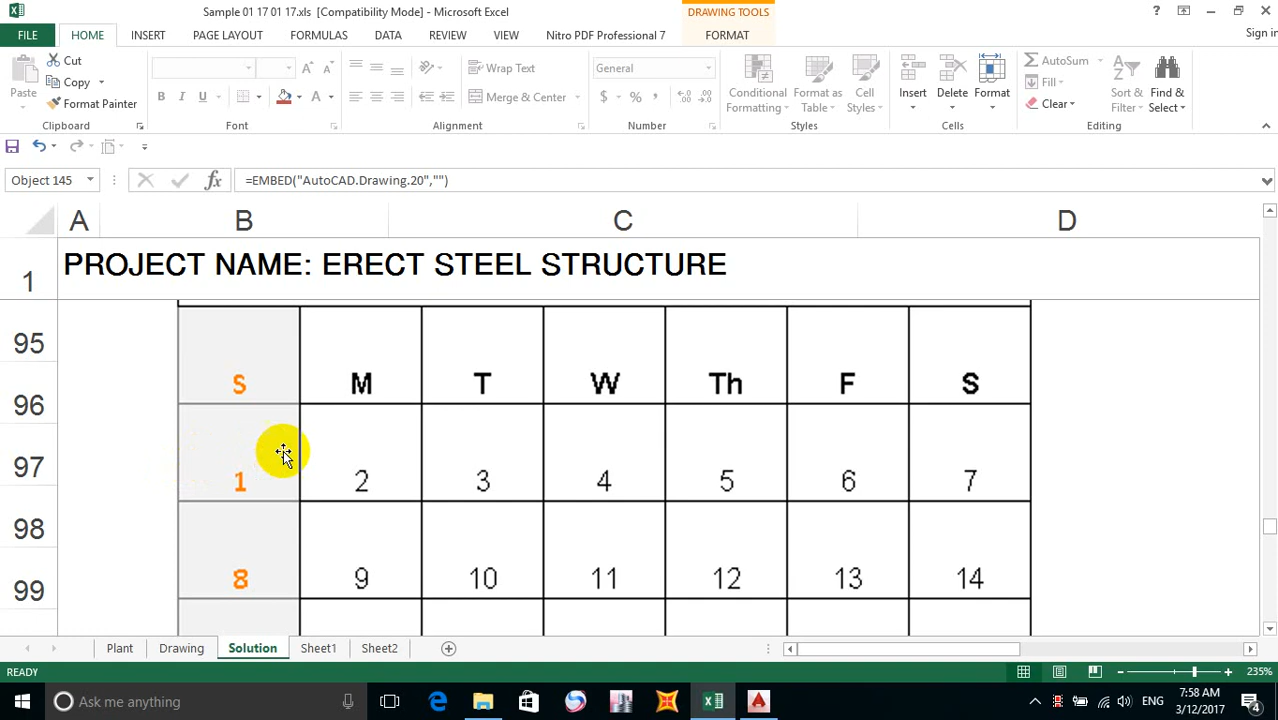 Sample 01 17 01 17.xls [Compatibility Mode] - Microsoft Excel
DRAWING TOOLS
?
Sign in
FILE HOME INSERT PAGE LAYOUT FORMULAS DATA REVIEW VIEW Nitro PDF Professional 7 FORMAT
Paste
Cut
Copy
Format Painter
Clipboard
B I U
A A
A
Font
Wrap Text
Merge & Center
Alignment
General
$ % ,
Number
Conditional Formatting
Format as Table
Cell Styles
Styles
Insert
Delete
Format
Cells
AutoSum
Fill
Clear
Sort & Filter
Find & Select
Editing
Object 145 fx =EMBED("AutoCAD.Drawing.20","")
A B C D
1 PROJECT NAME: ERECT STEEL STRUCTURE
95
96 S M T W Th F S
97 1 2 3 4 5 6 7
98
99 8 9 10 11 12 13 14
Plant Drawing Solution Sheet1 Sheet2
READY
235%
Ask me anything
ENG
7:58 AM
3/12/2017
4